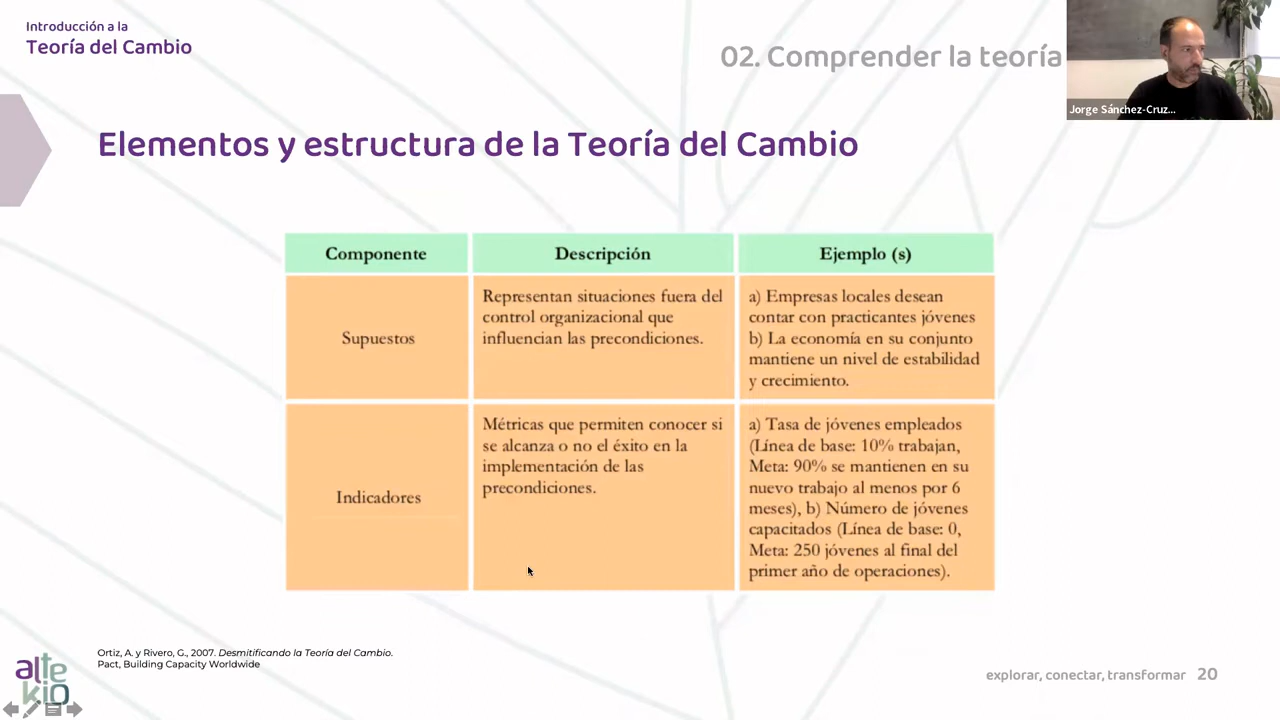 Introducción a la
Teoría del Cambio
02. Comprender la teoría
Jorge Sánchez-Cruz...
Elementos y estructura de la Teoría del Cambio
Componente
Descripción
Ejemplo (s)
Supuestos
Representan situaciones fuera del
control organizacional que
influencian las precondiciones.
a) Empresas locales desean
contar con practicantes jóvenes
b) La economía en su conjunto
mantiene un nivel de estabilidad
y crecimiento.
Indicadores
Métricas que permiten conocer si
se alcanza o no el éxito en la
implementación de las
precondiciones.
a) Tasa de jóvenes empleados
(Línea de base: 10% trabajan,
Meta: 90% se mantienen en su
nuevo trabajo al menos por 6
meses), b) Número de jóvenes
capacitados (Línea de base: 0,
Meta: 250 jóvenes al final del
primer año de operaciones).
Ortiz, A. y Rivero, G., 2007. Desmitificando la Teoría del Cambio.
Pact, Building Capacity Worldwide
alte
kio
explorar, conectar, transformar 20